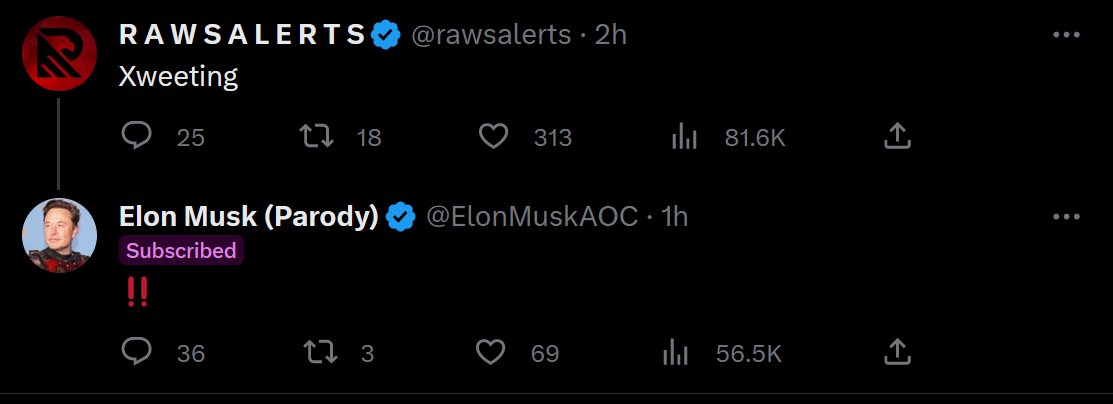 R A W S A L E R T S @rawsalerts · 2h
Xweeting
25 18 313 81.6K
Elon Musk (Parody) @ElonMuskAOC · 1h
Subscribed
‼️
36 3 69 56.5K